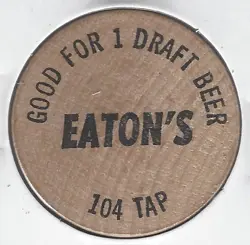 GOOD FOR 1 DRAFT BEER
EATON'S
104 TAP